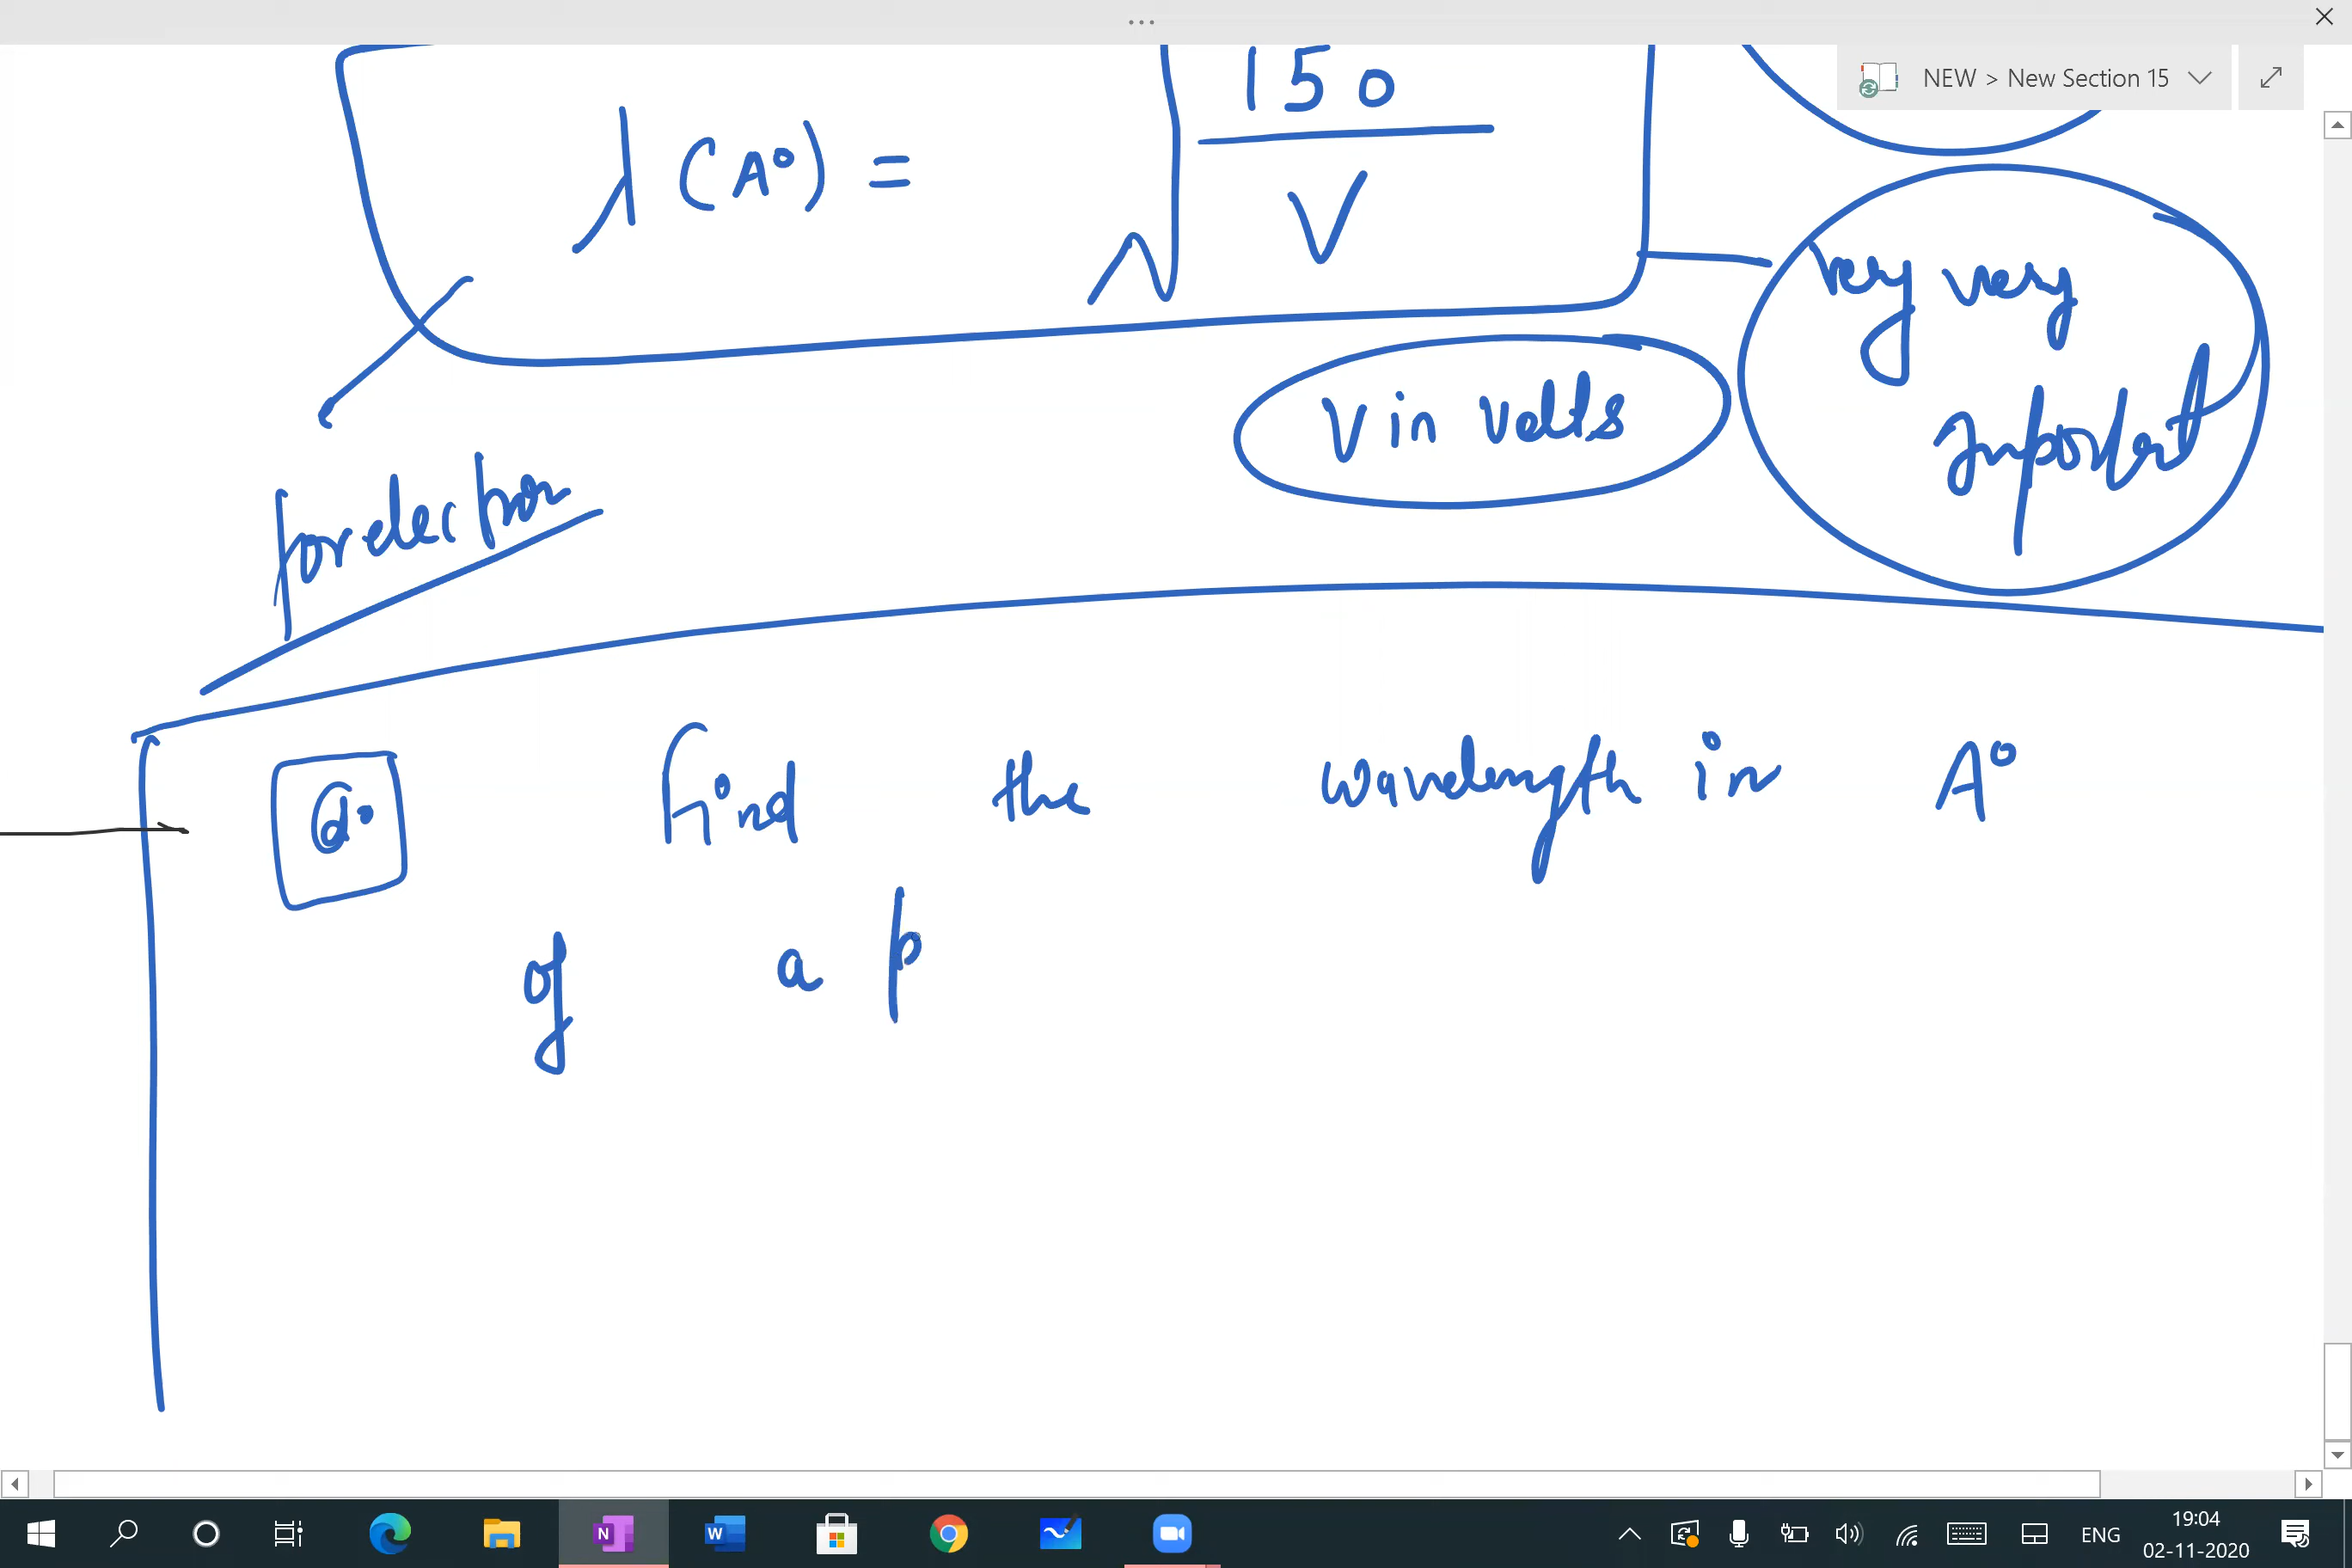 NEW > New Section 15
λ (A°) = √ 150
V
very very
important
V in Volts
for electron
Q. Find the wavelength in A°
of a p
N
W
ENG
19:04
02-11-2020